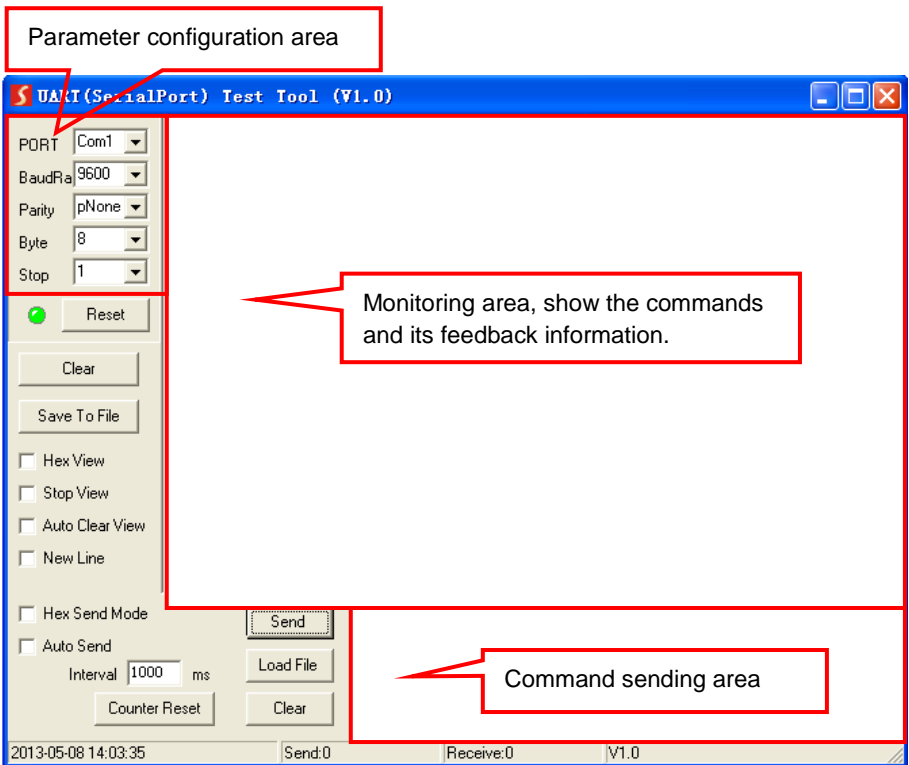 Parameter configuration area
UART(SerialPort) Test Tool (V1.0)
PORT Com1
BaudRa 9600
Parity pNone
Byte 8
Stop 1
Reset
Clear
Save To File
Hex View
Stop View
Auto Clear View
New Line
Monitoring area, show the commands
and its feedback information.
Hex Send Mode
Auto Send
Interval 1000 ms
Counter Reset
Send
Load File
Clear
Command sending area
2013-05-08 14:03:35 Send:0 Receive:0 V1.0